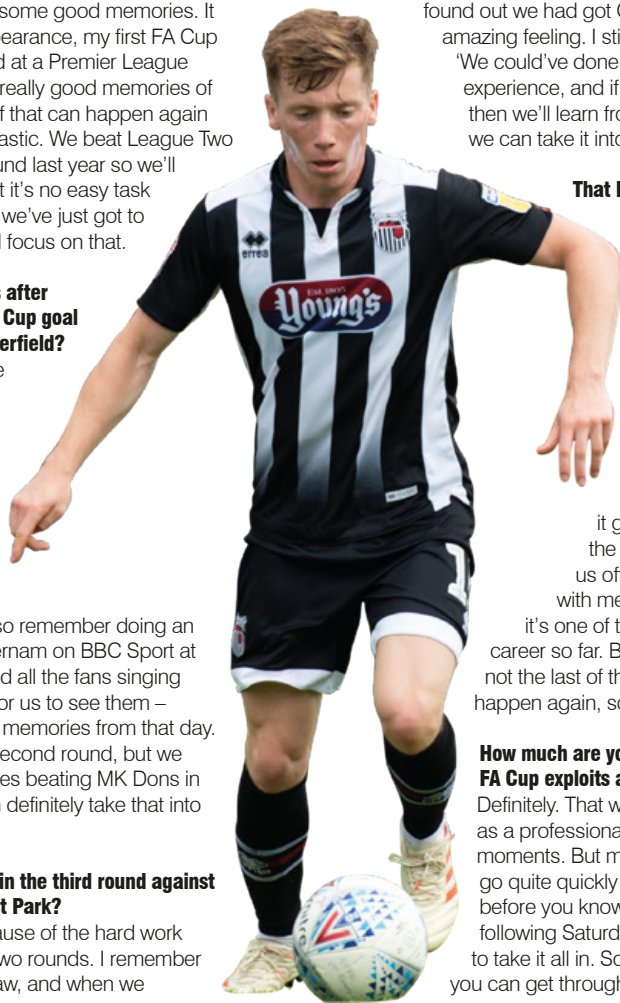 some good memories. It
pearance, my first FA Cup
d at a Premier League
really good memories of
f that can happen again
astic. We beat League Two
und last year so we'll
t it's no easy task
we've just got to
l focus on that.
s after
Cup goal
erfield?
e
so remember doing an
ernam on BBC Sport at
d all the fans singing
or us to see them –
memories from that day.
second round, but we
es beating MK Dons in
n definitely take that into
in the third round against
t Park?
ause of the hard work
wo rounds. I remember
aw, and when we
errea
EST. 1805
Young's
1
mitre
found out we had got C
amazing feeling. I sti
'We could've done
experience, and if
then we'll learn fro
we can take it into
That l
it g
the
us of
with me
it's one of t
career so far. B
not the last of th
happen again, so
How much are yo
FA Cup exploits a
Definitely. That w
as a professiona
moments. But m
go quite quickly
before you know
following Saturda
to take it all in. So
you can get through